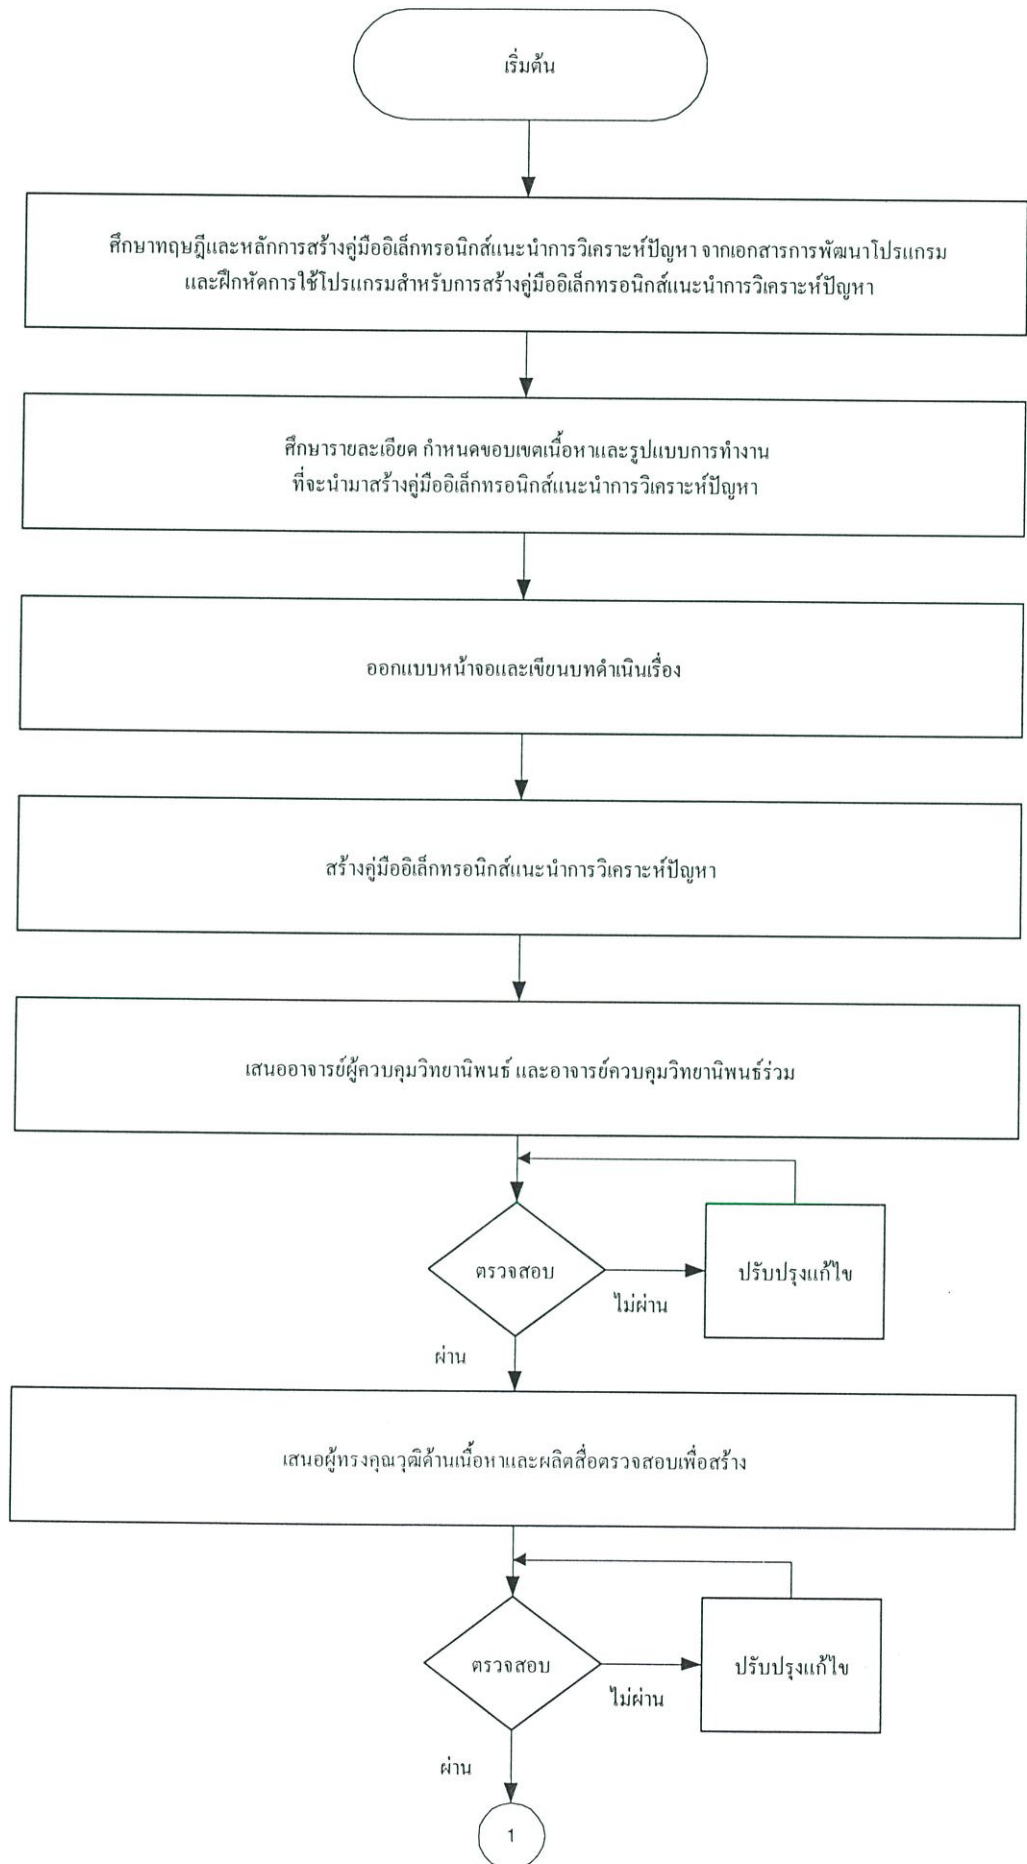 เริ่มต้น
ศึกษาทฤษฎีและหลักการสร้างคู่มืออิเล็กทรอนิกส์แนะนำการวิเคราะห์ปัญหา จากเอกสารการพัฒนาโปรแกรม
และฝึกหัดการใช้โปรแกรมสำหรับการสร้างคู่มืออิเล็กทรอนิกส์แนะนำการวิเคราะห์ปัญหา
ศึกษารายละเอียด กำหนดขอบเขตเนื้อหาและรูปแบบการทำงาน
ที่จะนำมาสร้างคู่มืออิเล็กทรอนิกส์แนะนำการวิเคราะห์ปัญหา
ออกแบบหน้าจอและเขียนบทดำเนินเรื่อง
สร้างคู่มืออิเล็กทรอนิกส์แนะนำการวิเคราะห์ปัญหา
เสนออาจารย์ผู้ควบคุมวิทยานิพนธ์ และอาจารย์ควบคุมวิทยานิพนธ์ร่วม
ตรวจสอบ
ปรับปรุงแก้ไข
ไม่ผ่าน
ผ่าน
เสนอผู้ทรงคุณวุฒิด้านเนื้อหาและผลิตสื่อตรวจสอบเพื่อสร้าง
ตรวจสอบ
ปรับปรุงแก้ไข
ไม่ผ่าน
ผ่าน
1